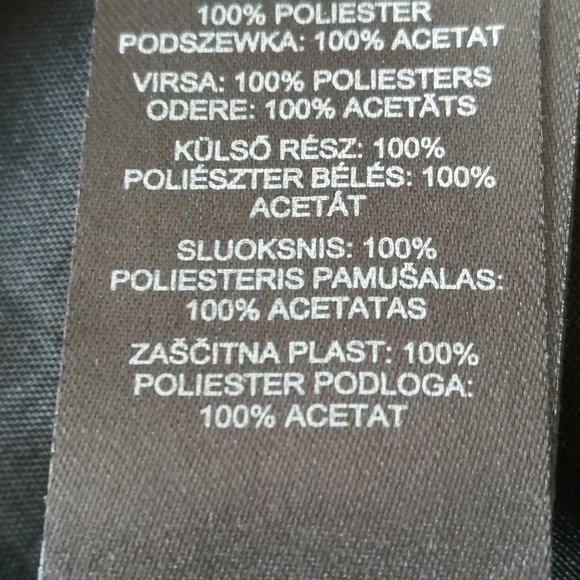 100% POLIESTER
PODSZEWKA: 100% ACETAT
VIRSA: 100% POLIESTERS
ODERE: 100% ACETĀTS
KÜLSŐ RÉSZ: 100%
POLIÉSZTER BÉLÉS: 100%
ACETÁT
SLUOKSNIS: 100%
POLIESTERIS PAMUŠALAS:
100% ACETATAS
ZAŠČITNA PLAST: 100%
POLIESTER PODLOGA:
100% ACETAT